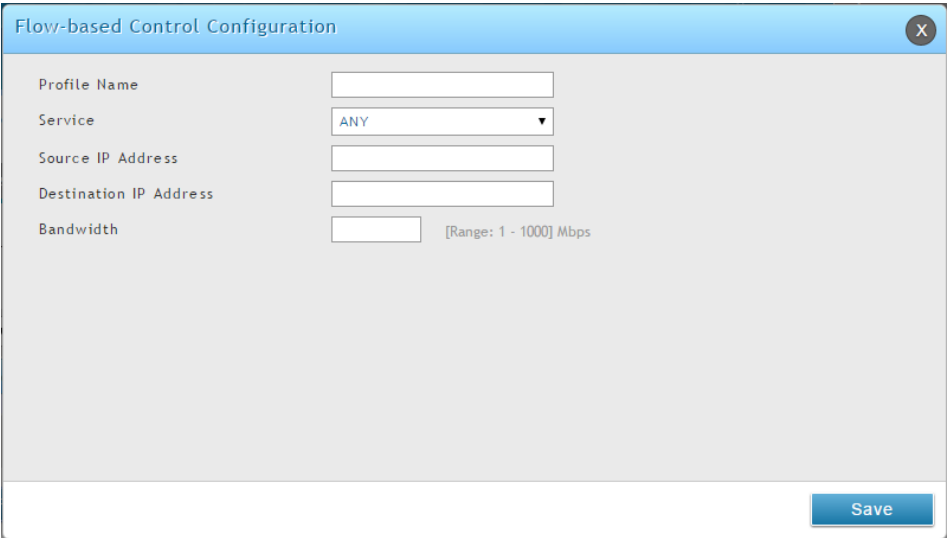 Flow-based Control Configuration
X
Profile Name
Service
ANY
Source IP Address
Destination IP Address
Bandwidth
[Range: 1 - 1000] Mbps
Save